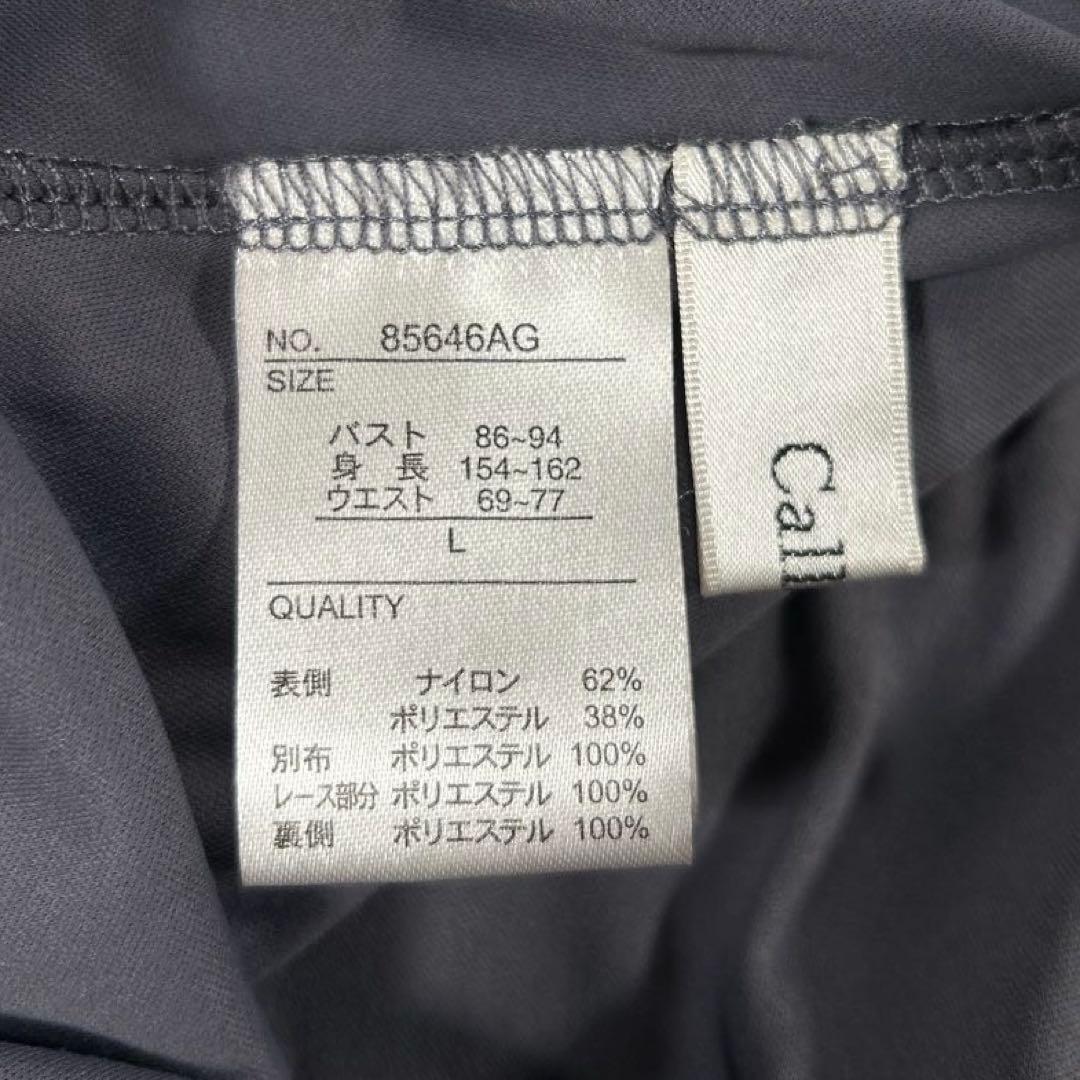 NO. 85646AG
SIZE
バスト 86~94
身 長 154~162
ウエスト 69~77
L
QUALITY
表側 ナイロン 62%
ポリエステル 38%
別布 ポリエステル 100%
レース部分 ポリエステル 100%
裏側 ポリエステル 100%